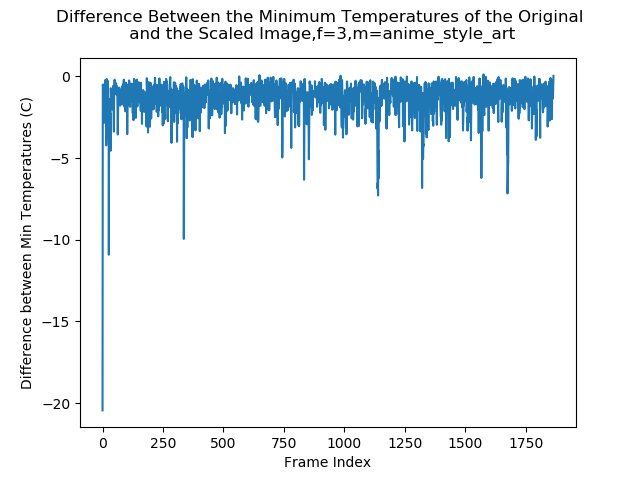 Difference Between the Minimum Temperatures of the Original
and the Scaled Image,f=3,m=anime_style_art
Difference between Min Temperatures (C)
0
−5
−10
−15
−20
0 250 500 750 1000 1250 1500 1750
Frame Index